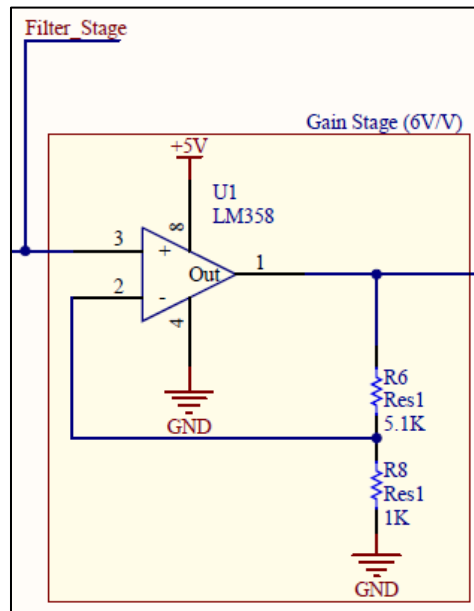 Filter_Stage
Gain Stage (6V/V)
+5V
U1
LM358
8
3
+
Out
1
2
-
4
GND
R6
Res1
5.1K
R8
Res1
1K
GND